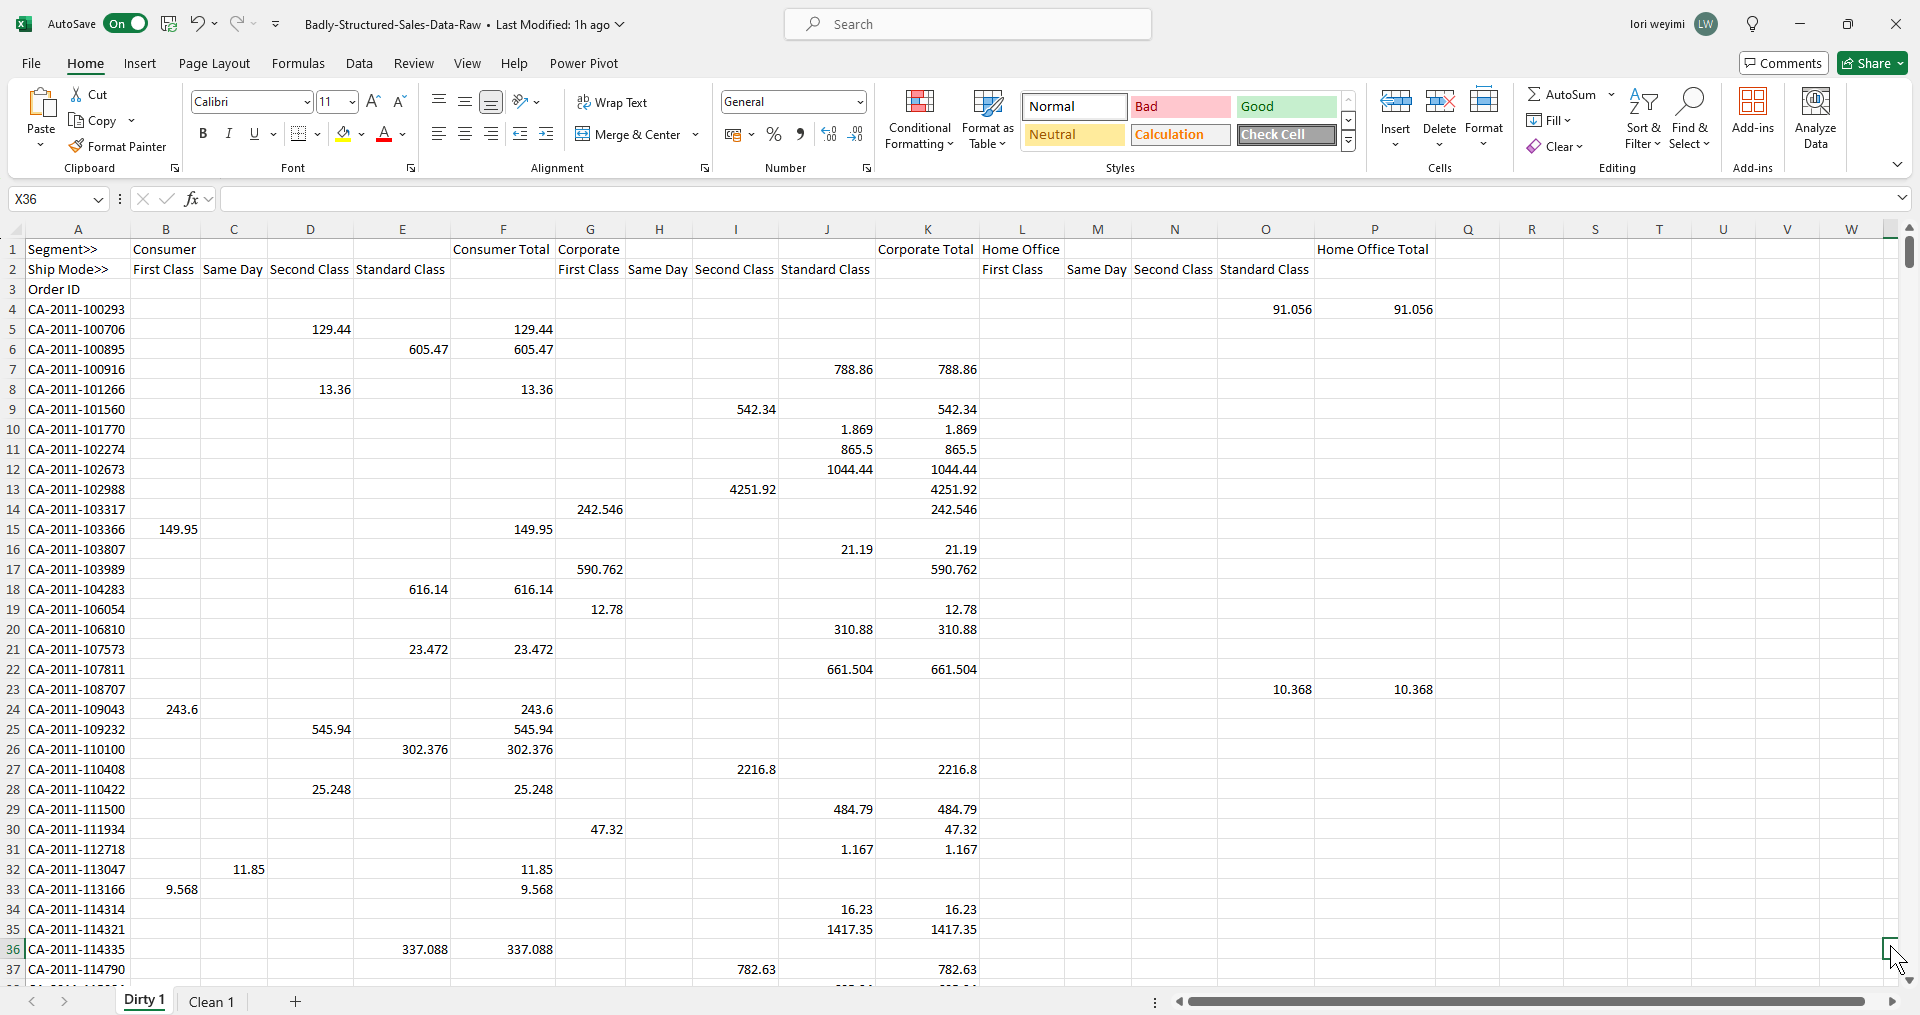 AutoSave On Badly-Structured-Sales-Data-Raw • Last Modified: 1h ago Search lori weyimi LW
File Home Insert Page Layout Formulas Data Review View Help Power Pivot Comments Share
Paste Cut Copy Format Painter Clipboard
Calibri 11 B I U A Font
Wrap Text Merge & Center Alignment
General % Number
Conditional Formatting Format as Table Normal Bad Good Neutral Calculation Check Cell Styles
Insert Delete Format Cells
AutoSum Fill Clear Sort & Filter Find & Select Editing
Add-ins Add-ins
Analyze Data
X36 fx
A B C D E F G H I J K L M N O P Q R S T U V W
1 Segment>> Consumer Consumer Total Corporate Corporate Total Home Office Home Office Total
2 Ship Mode>> First Class Same Day Second Class Standard Class First Class Same Day Second Class Standard Class First Class Same Day Second Class Standard Class
3 Order ID
4 CA-2011-100293 91.056 91.056
5 CA-2011-100706 129.44 129.44
6 CA-2011-100895 605.47 605.47
7 CA-2011-100916 788.86 788.86
8 CA-2011-101266 13.36 13.36
9 CA-2011-101560 542.34 542.34
10 CA-2011-101770 1.869 1.869
11 CA-2011-102274 865.5 865.5
12 CA-2011-102673 1044.44 1044.44
13 CA-2011-102988 4251.92 4251.92
14 CA-2011-103317 242.546 242.546
15 CA-2011-103366 149.95 149.95
16 CA-2011-103807 21.19 21.19
17 CA-2011-103989 590.762 590.762
18 CA-2011-104283 616.14 616.14
19 CA-2011-106054 12.78 12.78
20 CA-2011-106810 310.88 310.88
21 CA-2011-107573 23.472 23.472
22 CA-2011-107811 661.504 661.504
23 CA-2011-108707 10.368 10.368
24 CA-2011-109043 243.6 243.6
25 CA-2011-109232 545.94 545.94
26 CA-2011-110100 302.376 302.376
27 CA-2011-110408 2216.8 2216.8
28 CA-2011-110422 25.248 25.248
29 CA-2011-111500 484.79 484.79
30 CA-2011-111934 47.32 47.32
31 CA-2011-112718 1.167 1.167
32 CA-2011-113047 11.85 11.85
33 CA-2011-113166 9.568 9.568
34 CA-2011-114314 16.23 16.23
35 CA-2011-114321 1417.35 1417.35
36 CA-2011-114335 337.088 337.088
37 CA-2011-114790 782.63 782.63
Dirty 1 Clean 1